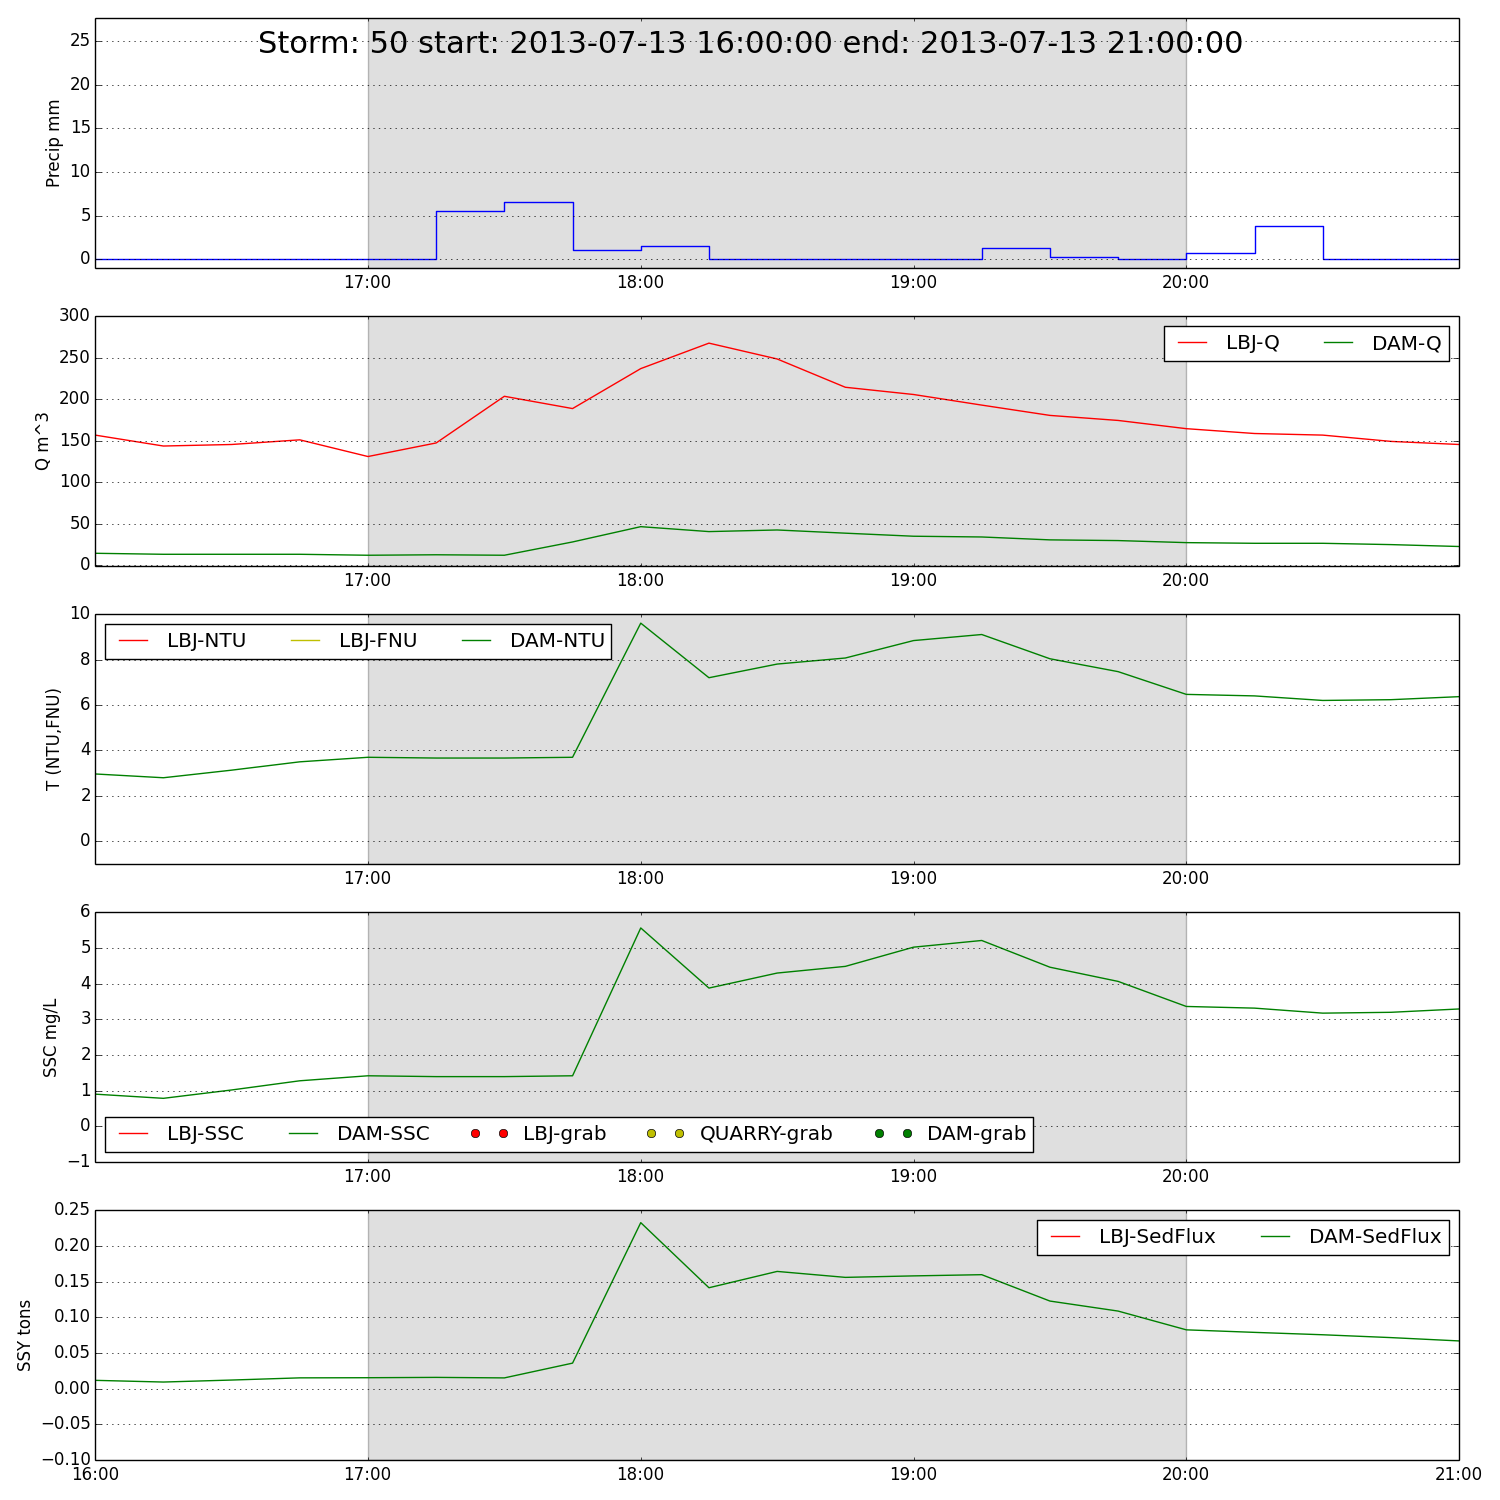 Storm: 50 start: 2013-07-13 16:00:00 end: 2013-07-13 21:00:00
Precip mm
25
20
15
10
5
0
17:00 18:00 19:00 20:00
Q m^3
300
250
200
150
100
50
0
LBJ-Q DAM-Q
17:00 18:00 19:00 20:00
T (NTU,FNU)
10
8
6
4
2
0
LBJ-NTU LBJ-FNU DAM-NTU
17:00 18:00 19:00 20:00
SSC mg/L
6
5
4
3
2
1
0
−1
LBJ-SSC DAM-SSC LBJ-grab QUARRY-grab DAM-grab
17:00 18:00 19:00 20:00
SSY tons
0.25
0.20
0.15
0.10
0.05
0.00
−0.05
−0.10
LBJ-SedFlux DAM-SedFlux
16:00 17:00 18:00 19:00 20:00 21:00